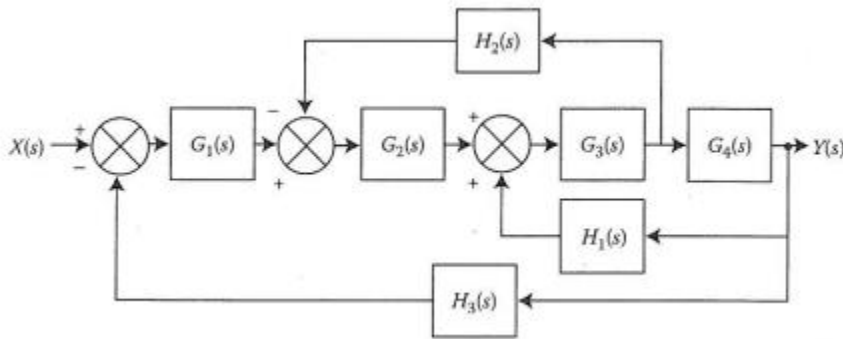 H₂(s)
X(s)
+
−
G₁(s)
−
+
G₂(s)
+
+
G₃(s)
G₄(s)
Y(s)
H₁(s)
H₃(s)